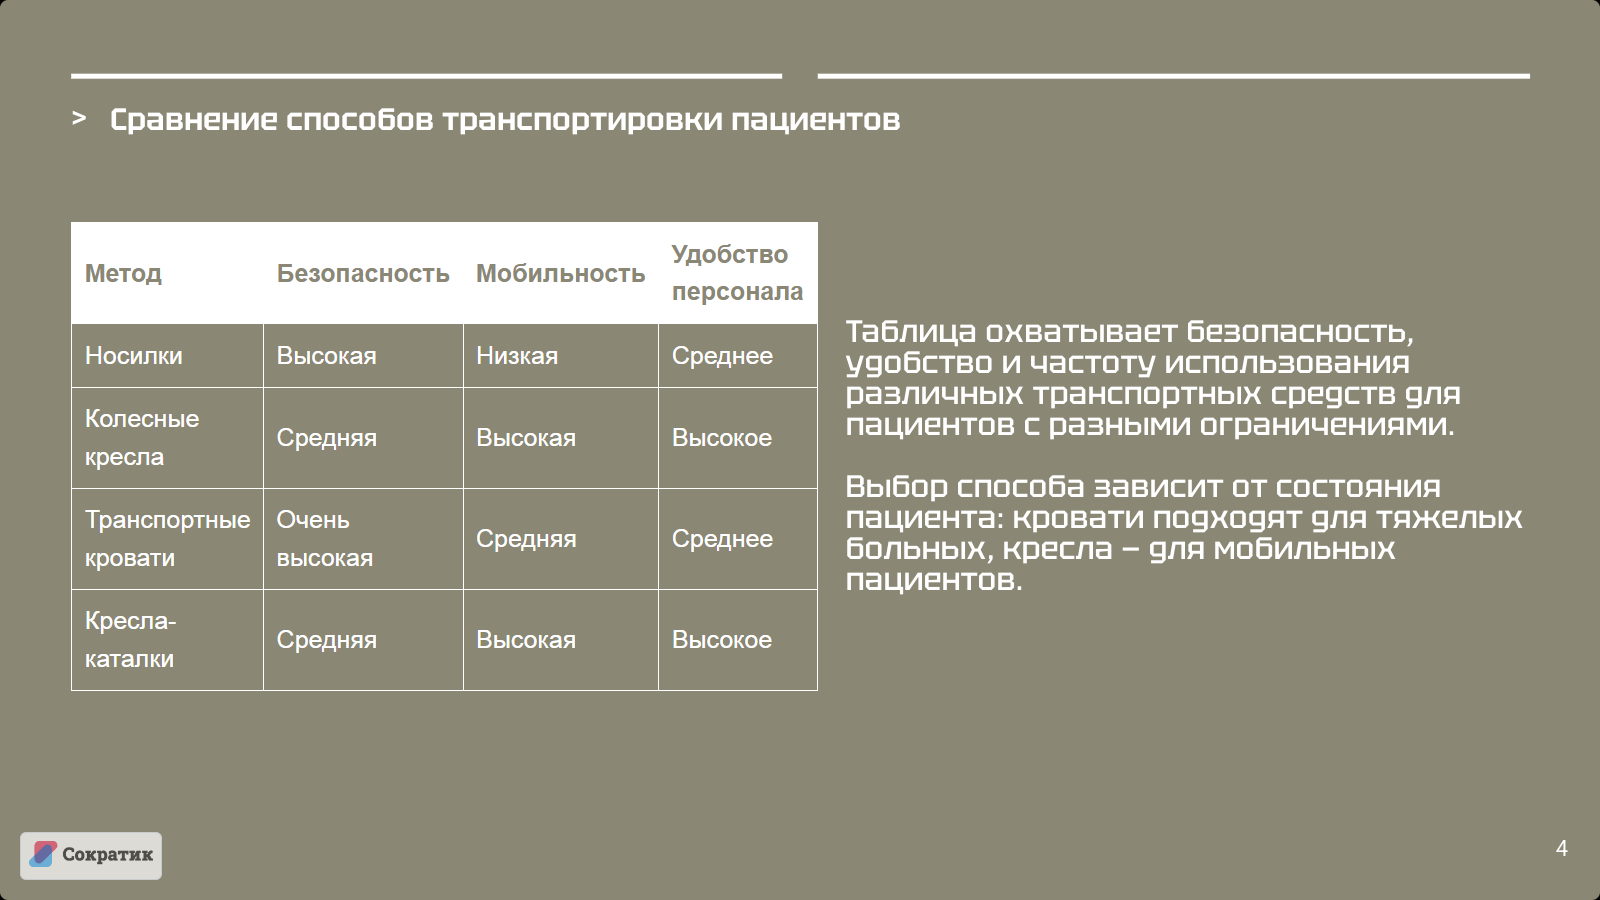 > Сравнение способов транспортировки пациентов
Метод Безопасность Мобильность Удобство персонала
Носилки Высокая Низкая Среднее
Колесные кресла Средняя Высокая Высокое
Транспортные кровати Очень высокая Средняя Среднее
Кресла-каталки Средняя Высокая Высокое
Таблица охватывает безопасность,
удобство и частоту использования
различных транспортных средств для
пациентов с разными ограничениями.
Выбор способа зависит от состояния
пациента: кровати подходят для тяжелых
больных, кресла – для мобильных
пациентов.
Сократик
4